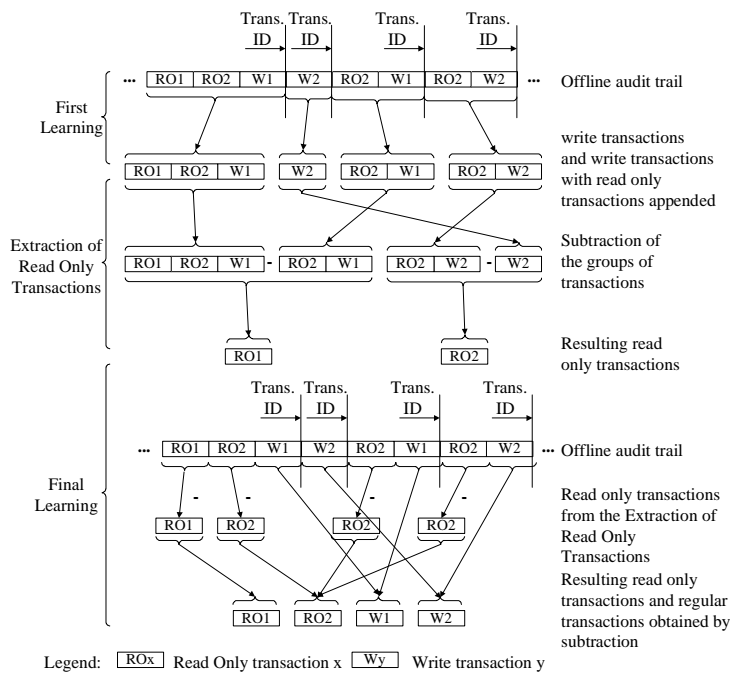 Trans. Trans. Trans. Trans.
ID ID ID ID
... RO1 RO2 W1 W2 RO2 W1 RO2 W2 ... Offline audit trail
First
Learning
write transactions
and write transactions
with read only
transactions appended
RO1 RO2 W1 W2 RO2 W1 RO2 W2
Extraction of
Read Only
Transactions
Subtraction of
the groups of
transactions
RO1 RO2 W1 - RO2 W1 RO2 W2 - W2
Resulting read
only transactions
RO1 RO2
Trans. Trans. Trans. Trans.
ID ID ID ID
... RO1 RO2 W1 W2 RO2 W1 RO2 W2 ... Offline audit trail
Final
Learning
- - - -
Read only transactions
from the Extraction of
Read Only
Transactions
RO1 RO2 RO2 RO2
Resulting read only
transactions and regular
transactions obtained by
subtraction
RO1 RO2 W1 W2
Legend: ROx Read Only transaction x Wy Write transaction y